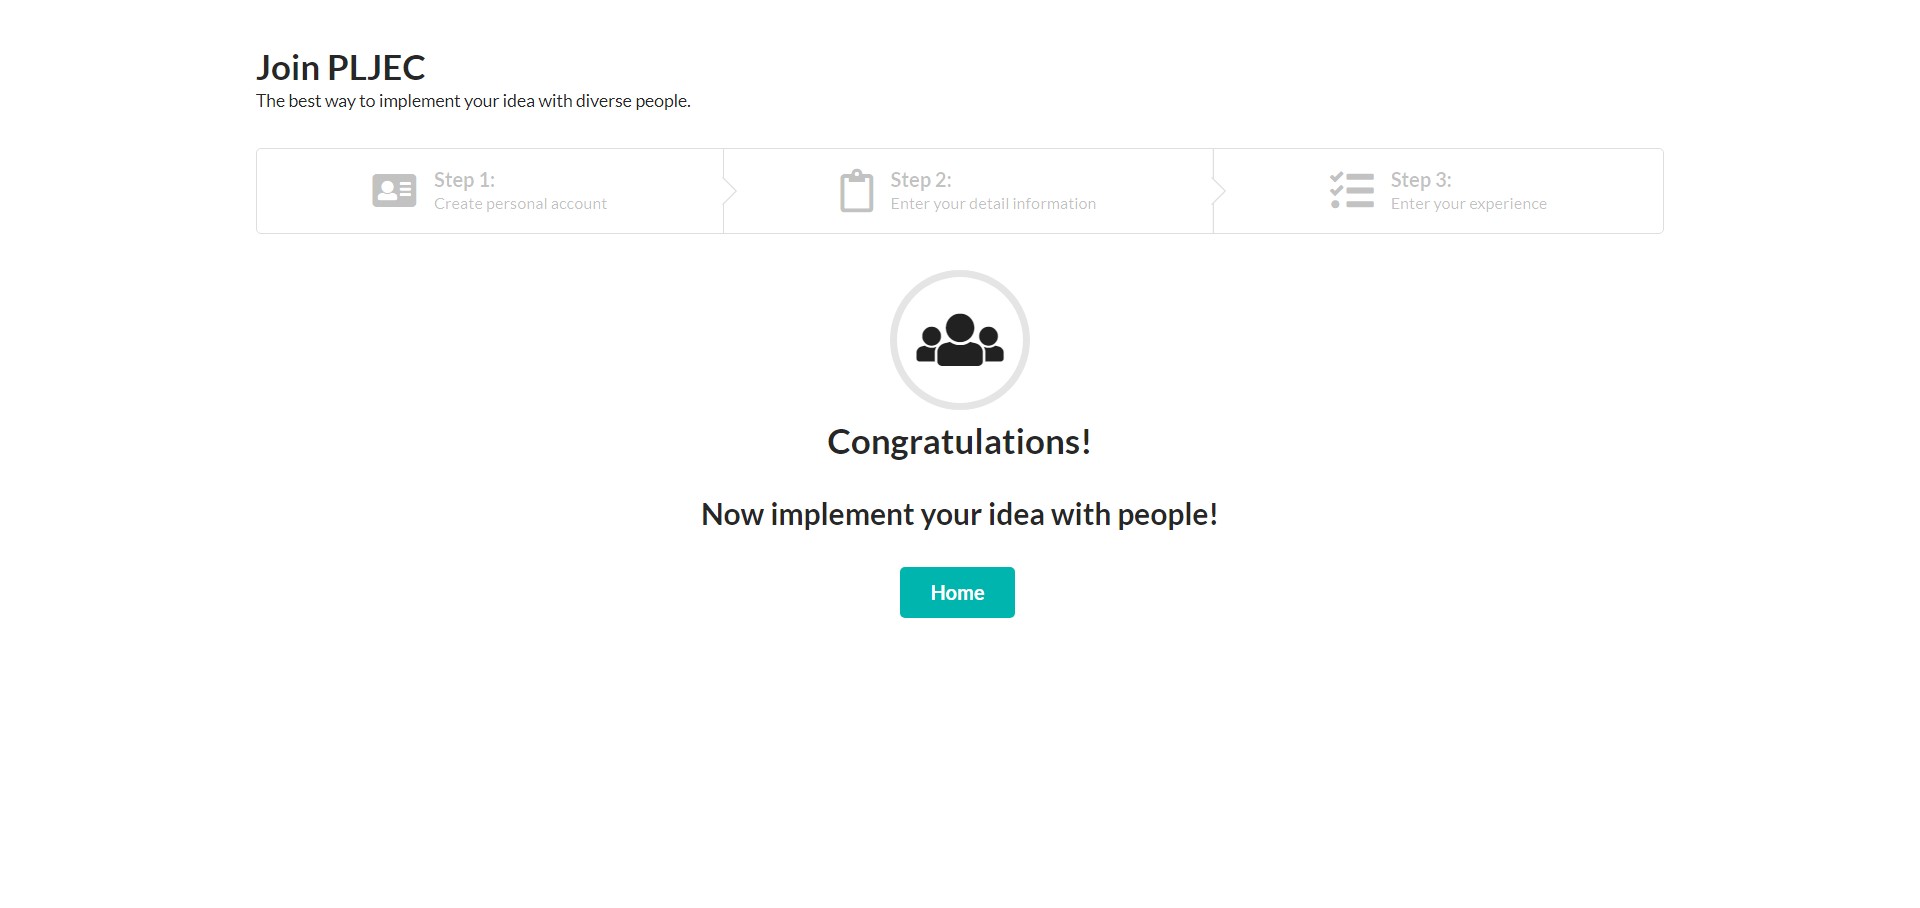 Join PLJEC
The best way to implement your idea with diverse people.
Step 1:
Create personal account
Step 2:
Enter your detail information
Step 3:
Enter your experience
Congratulations!
Now implement your idea with people!
Home